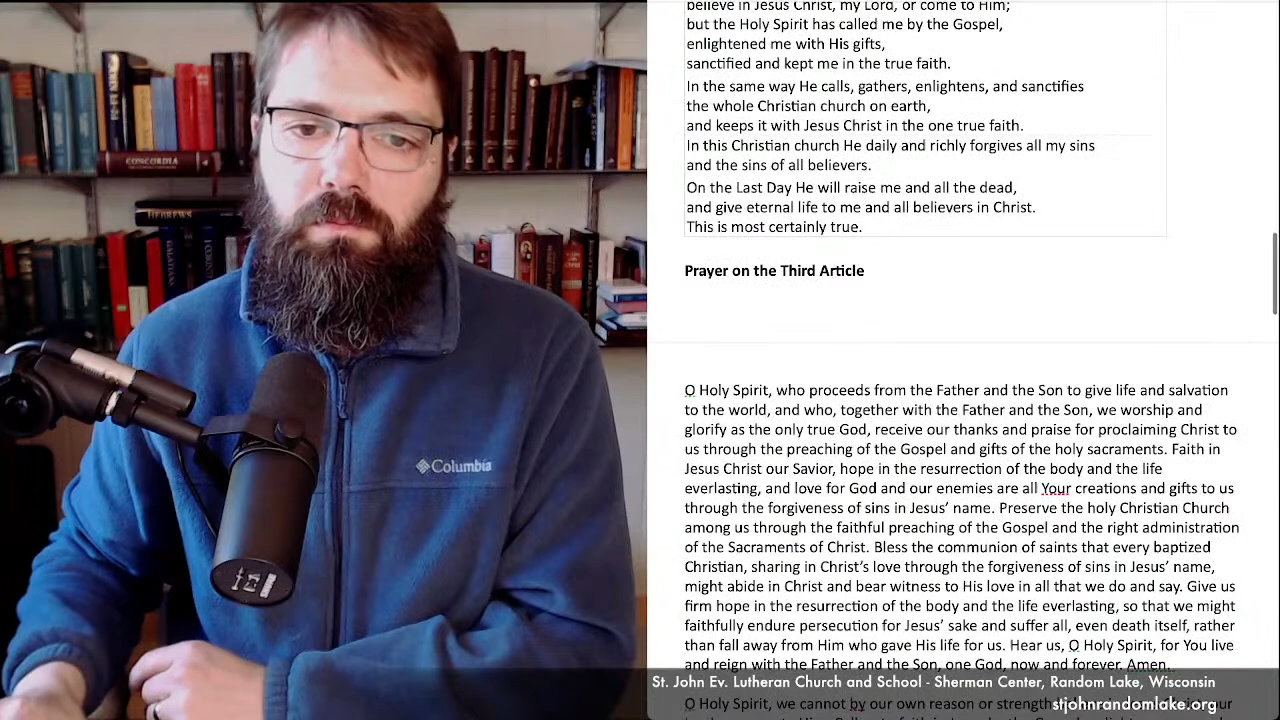 believe in Jesus Christ, my Lord, or come to Him;
but the Holy Spirit has called me by the Gospel,
enlightened me with His gifts,
sanctified and kept me in the true faith.
In the same way He calls, gathers, enlightens, and sanctifies
the whole Christian church on earth,
and keeps it with Jesus Christ in the one true faith.
In this Christian church He daily and richly forgives all my sins
and the sins of all believers.
On the Last Day He will raise me and all the dead,
and give eternal life to me and all believers in Christ.
This is most certainly true.
Prayer on the Third Article
O Holy Spirit, who proceeds from the Father and the Son to give life and salvation
to the world, and who, together with the Father and the Son, we worship and
glorify as the only true God, receive our thanks and praise for proclaiming Christ to
us through the preaching of the Gospel and gifts of the holy sacraments. Faith in
Jesus Christ our Savior, hope in the resurrection of the body and the life
everlasting, and love for God and our enemies are all Your creations and gifts to us
through the forgiveness of sins in Jesus’ name. Preserve the holy Christian Church
among us through the faithful preaching of the Gospel and the right administration
of the Sacraments of Christ. Bless the communion of saints that every baptized
Christian, sharing in Christ’s love through the forgiveness of sins in Jesus’ name,
might abide in Christ and bear witness to His love in all that we do and say. Give us
firm hope in the resurrection of the body and the life everlasting, so that we might
faithfully endure persecution for Jesus’ sake and suffer all, even death itself, rather
than fall away from Him who gave His life for us. Hear us, O Holy Spirit, for You live
and reign with the Father and the Son, one God, now and forever. Amen.
St. John Ev. Lutheran Church and School - Sherman Center, Random Lake, Wisconsin
O Holy Spirit, we cannot by our own reason or strength
stjohnrandomlake.org
CONCORDIA
HEBREWS
GALATIANS
Columbia